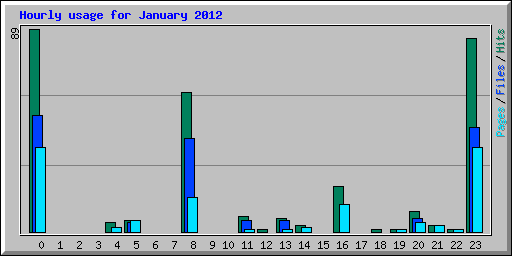 Hourly usage for January 2012
89
Pages/Files/Hits
0 1 2 3 4 5 6 7 8 9 10 11 12 13 14 15 16 17 18 19 20 21 22 23